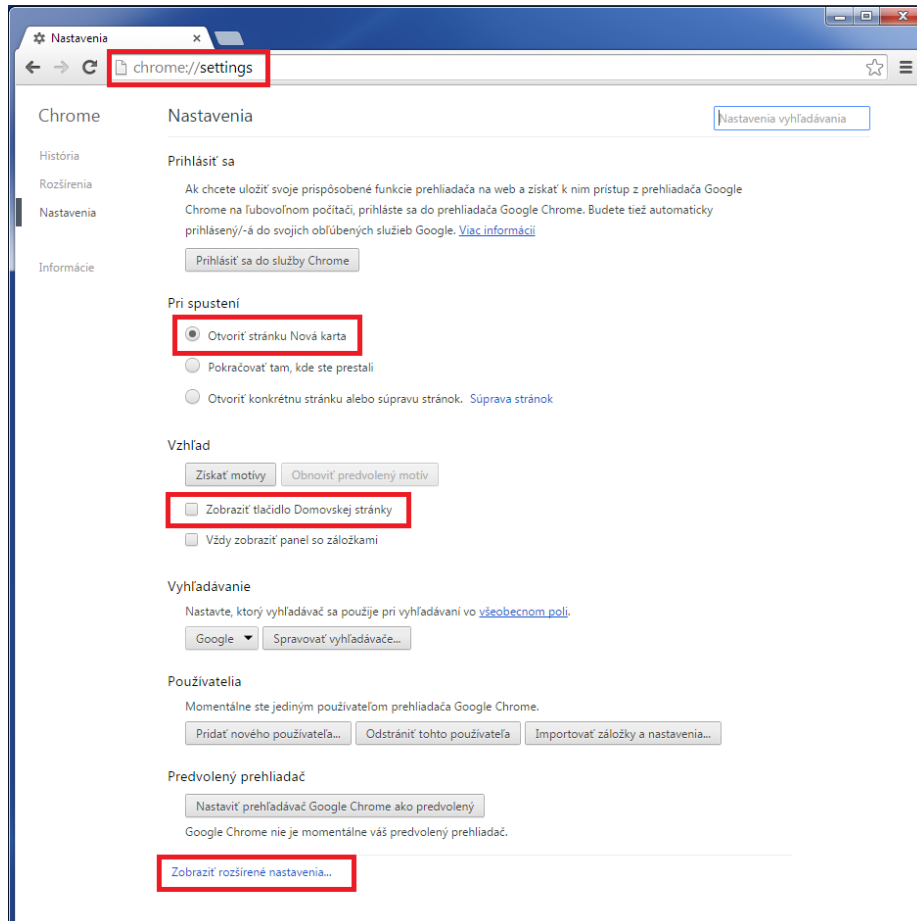 Nastavenia
chrome://settings
Chrome
Nastavenia
Nastavenia vyhľadávania
História
Rozšírenia
Nastavenia
Informácie
Prihlásiť sa
Ak chcete uložiť svoje prispôsobené funkcie prehliadača na web a získať k nim prístup z prehliadača Google
Chrome na ľubovoľnom počítači, prihláste sa do prehliadača Google Chrome. Budete tiež automaticky
prihlásený/-á do svojich obľúbených služieb Google. Viac informácií
Prihlásiť sa do služby Chrome
Pri spustení
Otvoriť stránku Nová karta
Pokračovať tam, kde ste prestali
Otvoriť konkrétnu stránku alebo súpravu stránok. Súprava stránok
Vzhľad
Získať motívy
Obnoviť predvolený motív
Zobraziť tlačidlo Domovskej stránky
Vždy zobraziť panel so záložkami
Vyhľadávanie
Nastavte, ktorý vyhľadávač sa použije pri vyhľadávaní vo všeobecnom poli.
Google
Spravovať vyhľadávače...
Používatelia
Momentálne ste jediným používateľom prehliadača Google Chrome.
Pridať nového používateľa...
Odstrániť tohto používateľa
Importovať záložky a nastavenia...
Predvolený prehliadač
Nastaviť prehľadávač Google Chrome ako predvolený
Google Chrome nie je momentálne váš predvolený prehliadač.
Zobraziť rozšírené nastavenia...